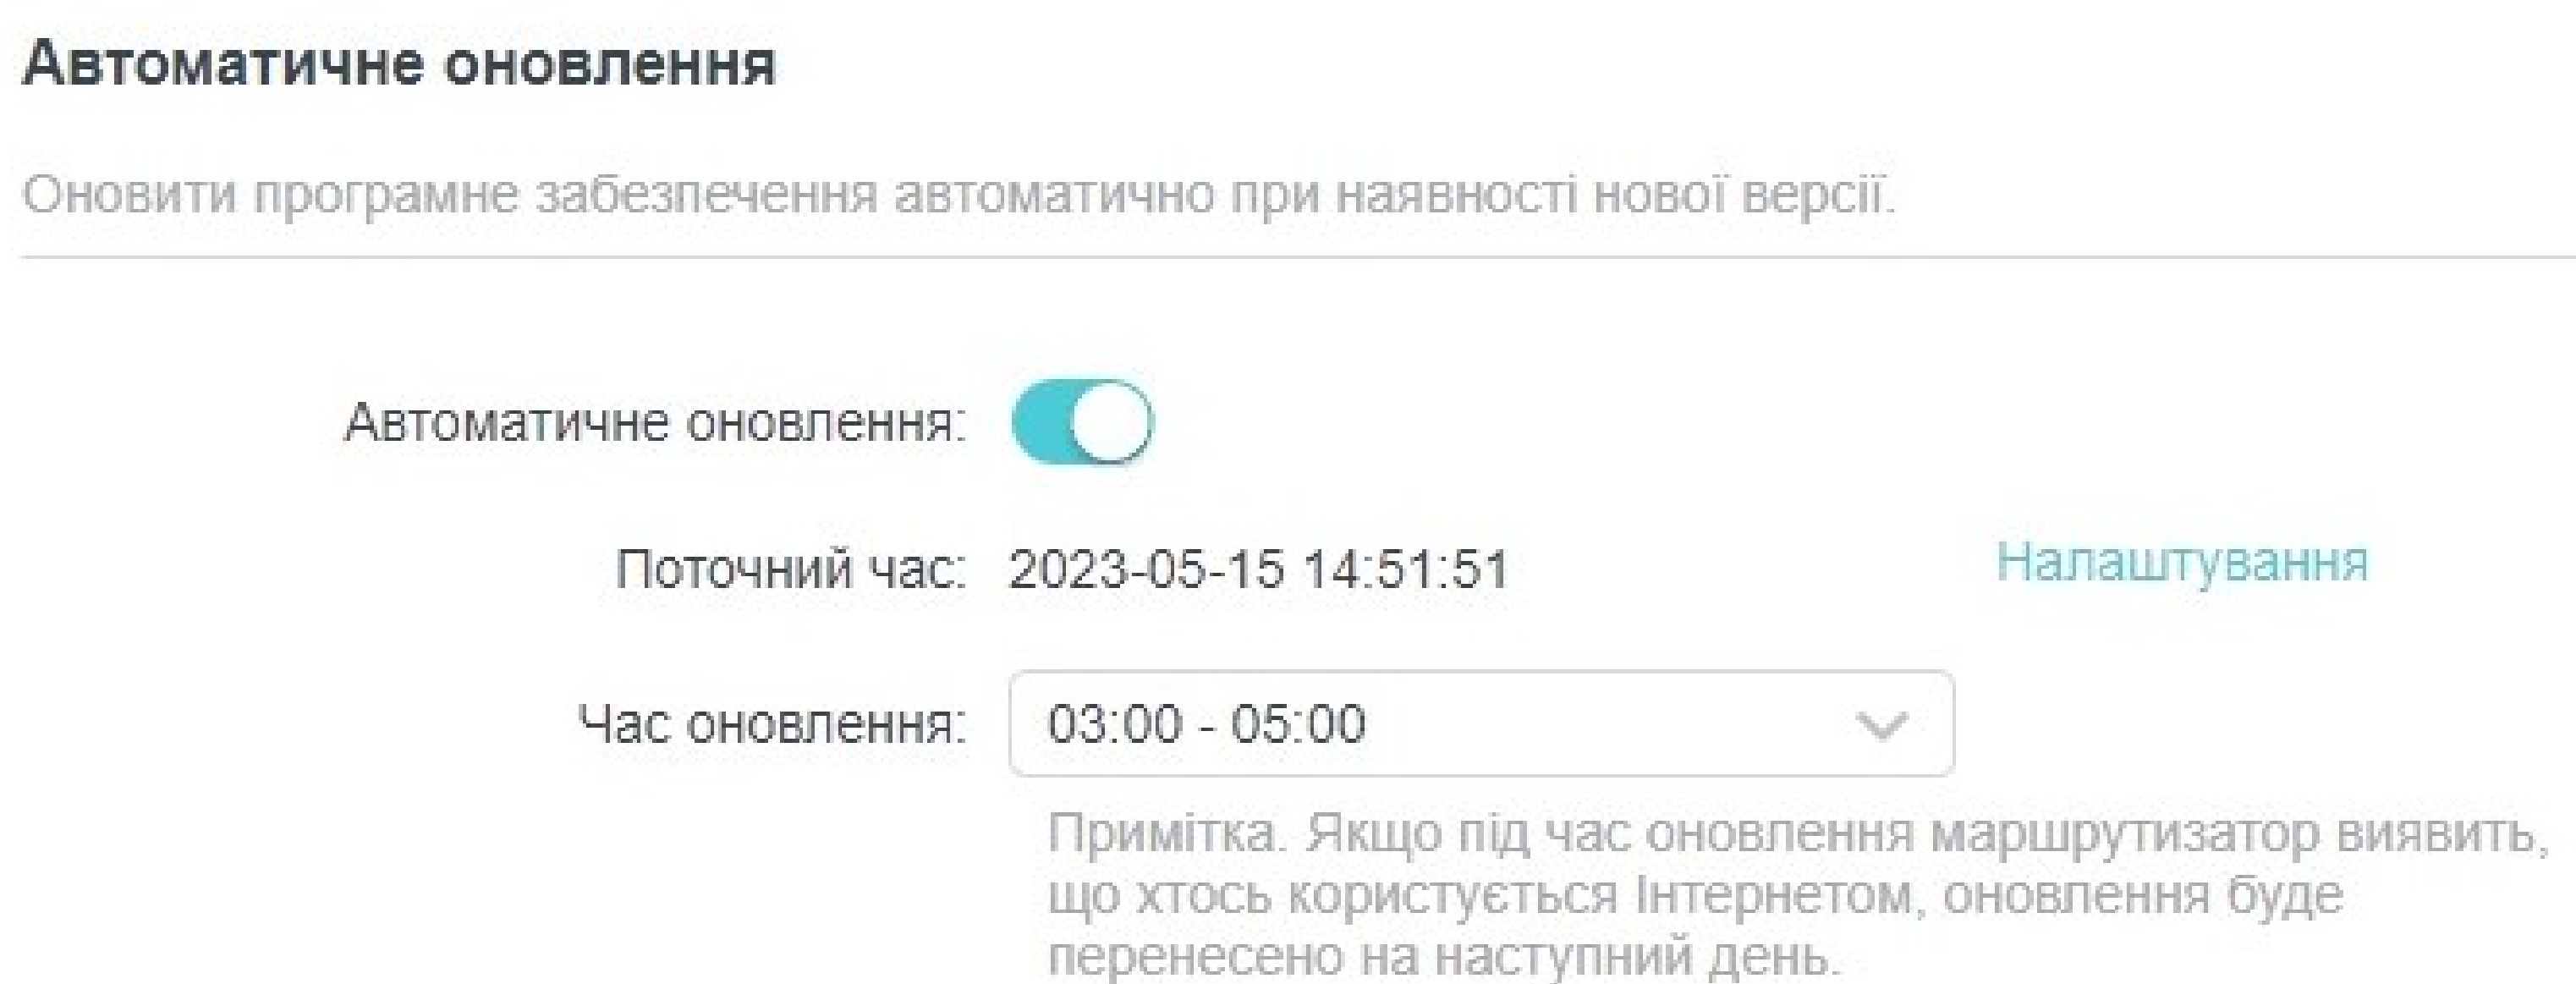 Автоматичне оновлення
Оновити програмне забезпечення автоматично при наявності нової версії.
Автоматичне оновлення:
Поточний час: 2023-05-15 14:51:51 Налаштування
Час оновлення: 03:00 - 05:00
Примітка. Якщо під час оновлення маршрутизатор виявить,
що хтось користується Інтернетом, оновлення буде
перенесено на наступний день.